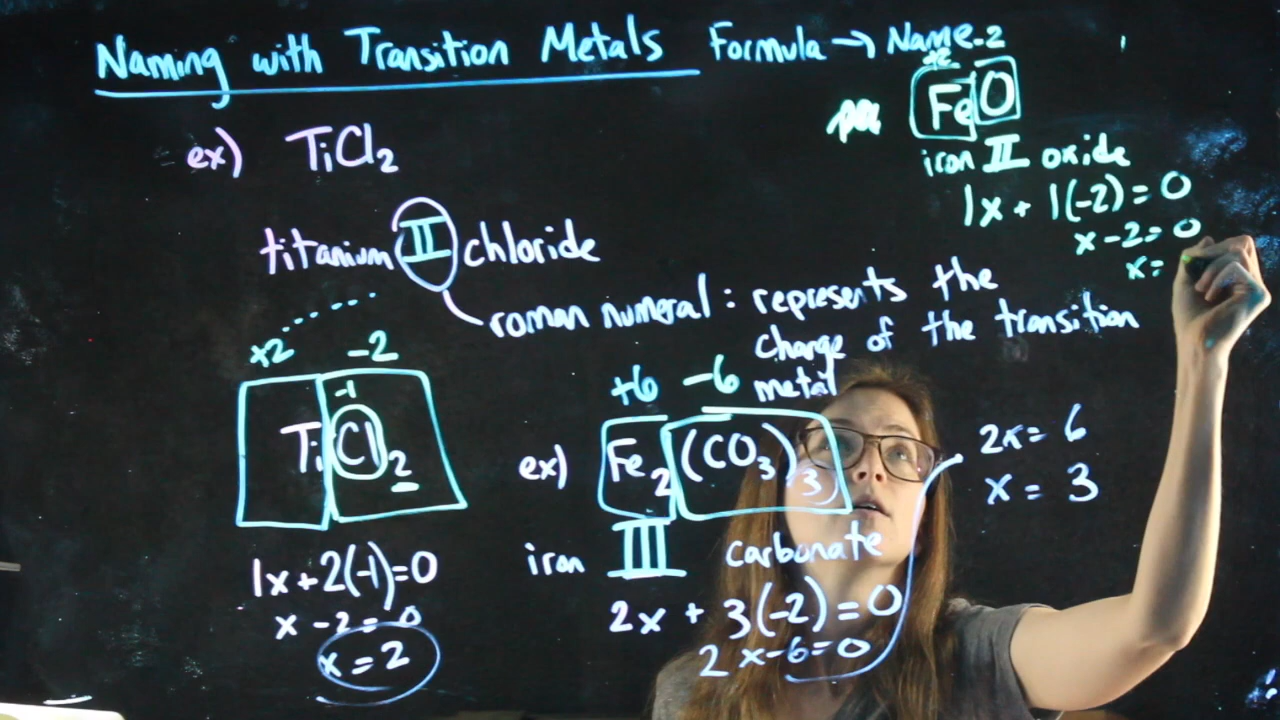 Naming with Transition Metals Formula → Name
ex) TiCl2
titanium II chloride
roman numeral : represents the
charge of the transition
metal
+2 -2
-1
TiCl2
1x + 2(-1)=0
x - 2 = 0
x = 2
+6 -6
ex) Fe2(CO3)3
iron III carbonate
2x + 3(-2) = 0
2x-6=0
2x = 6
x = 3
+2 -2
FeO
iron II oxide
1x + 1(-2) = 0
x - 2 = 0
x =